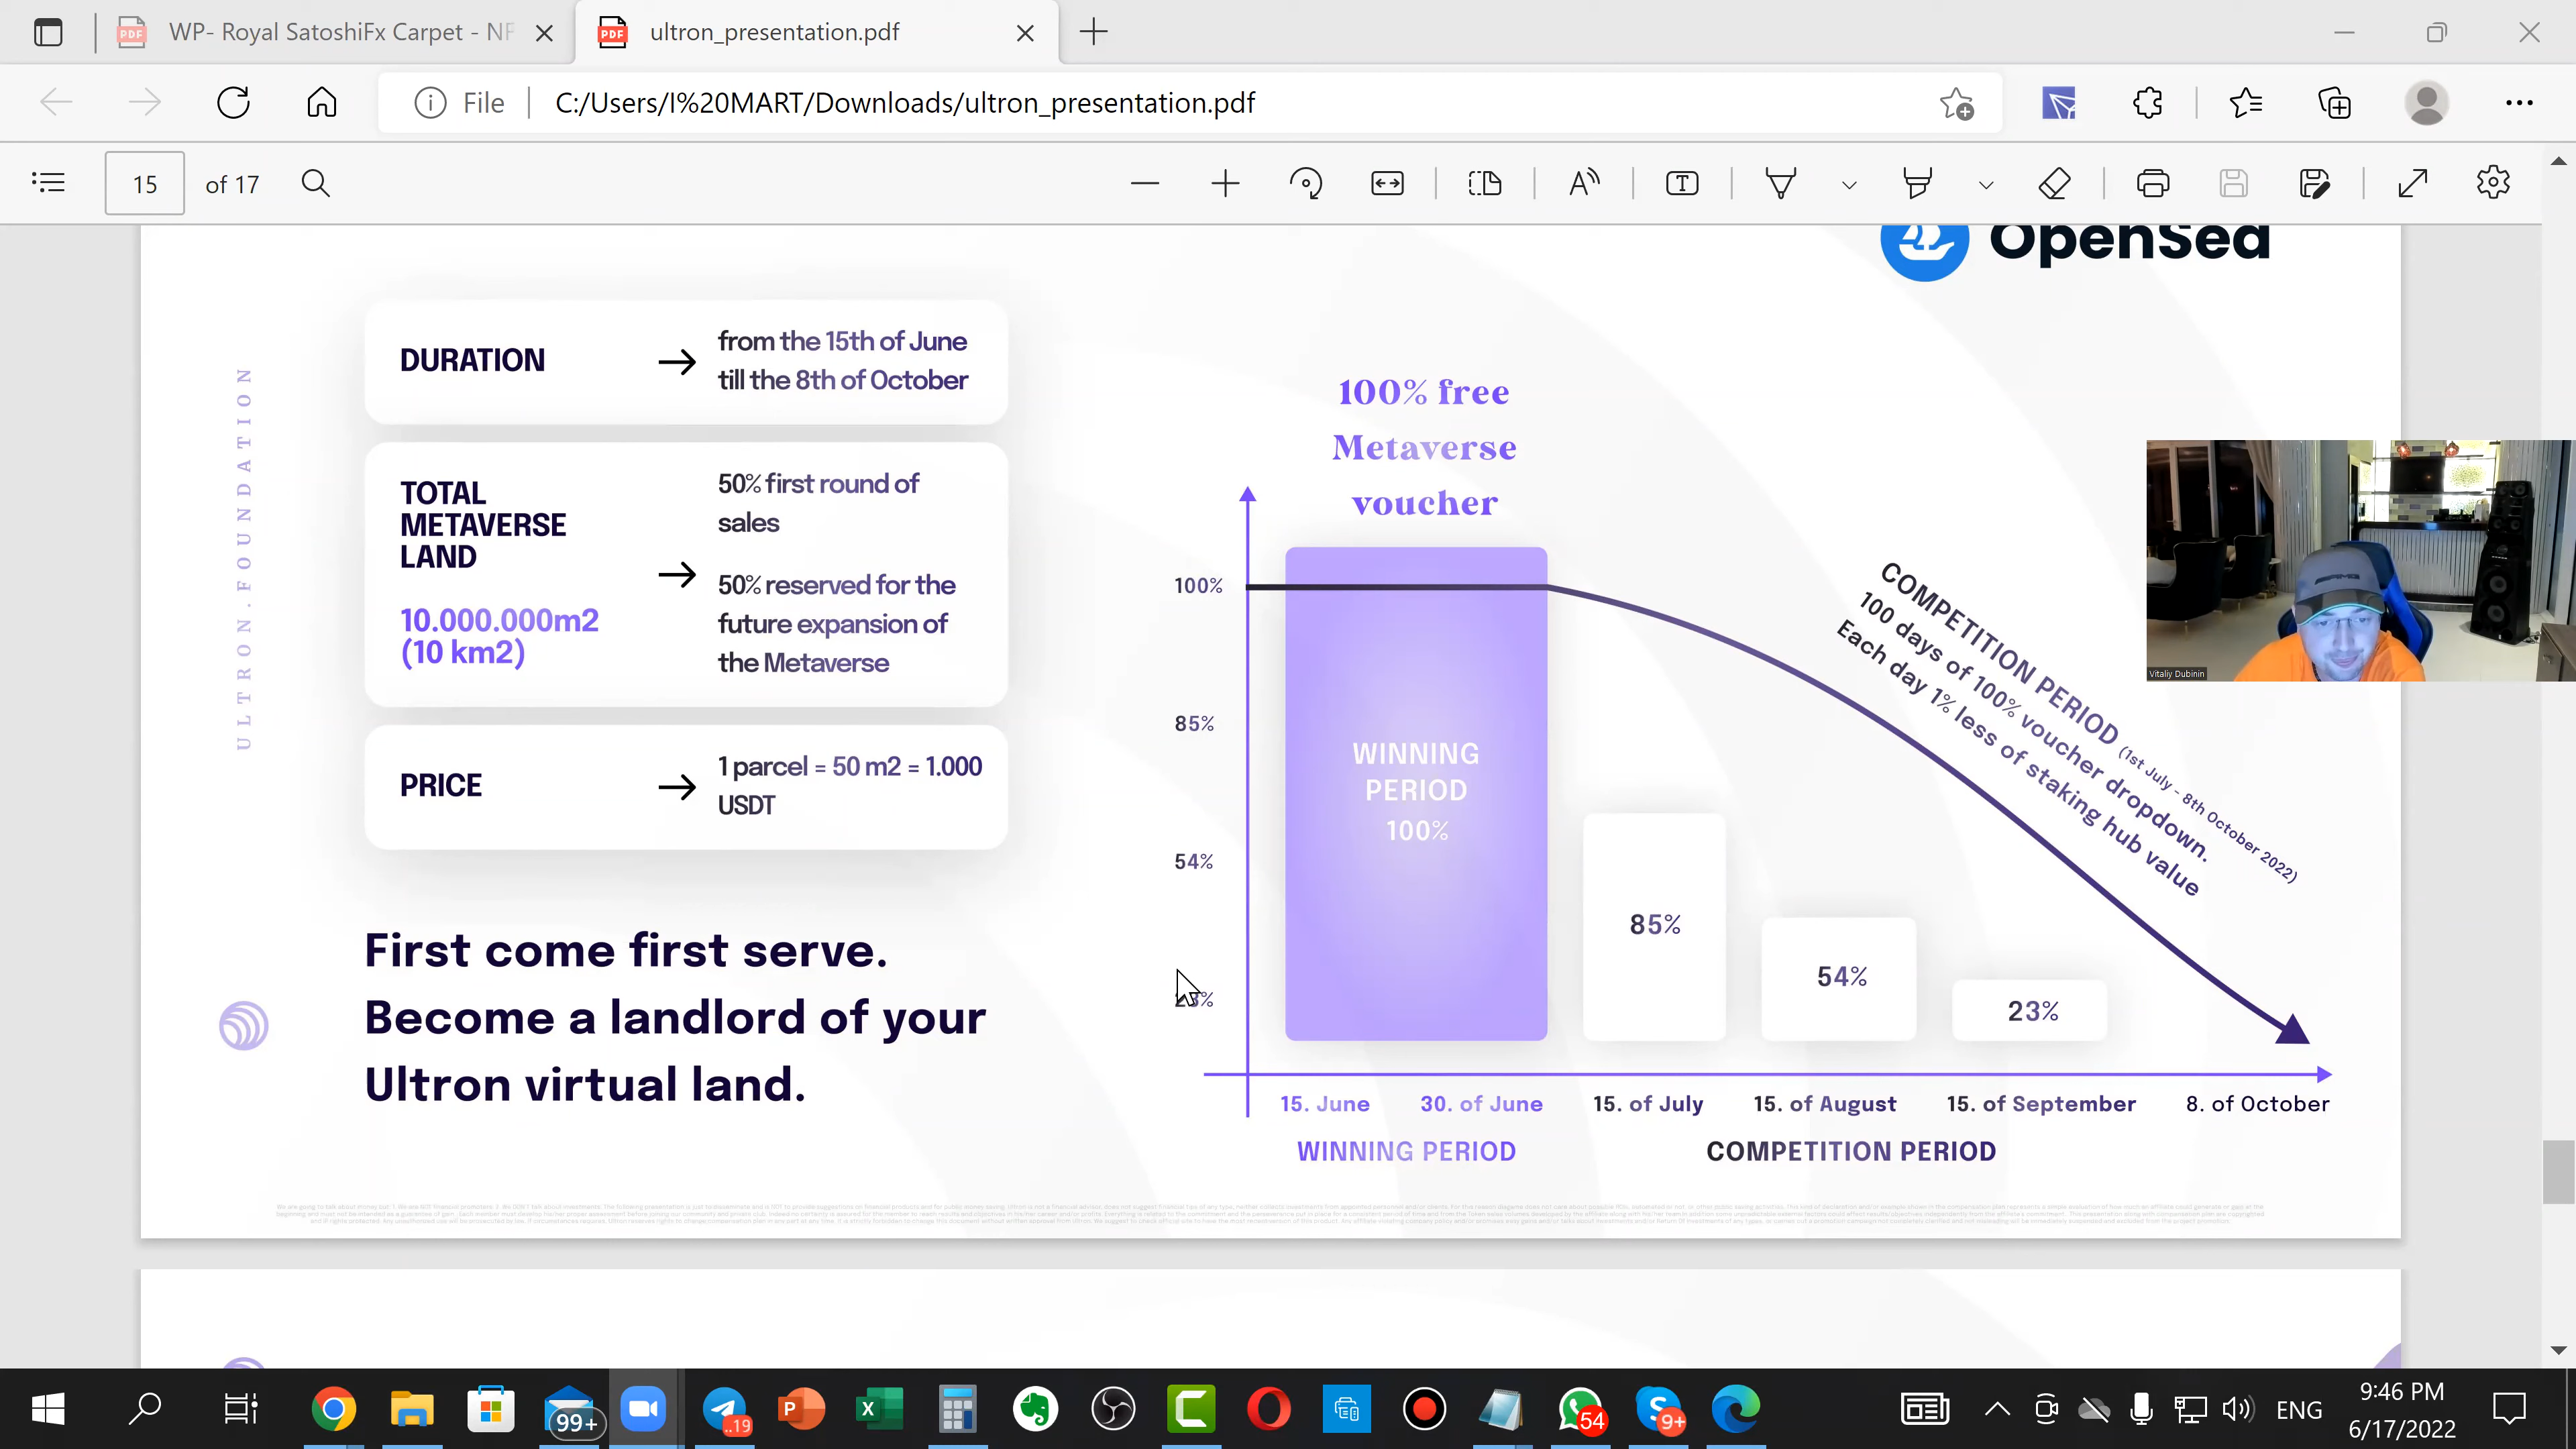 WP- Royal SatoshiFx Carpet - NF
ultron_presentation.pdf
File
C:/Users/I%20MART/Downloads/ultron_presentation.pdf
15
of 17
OpenSea
ULTRON.FOUNDATION
DURATION
from the 15th of June
till the 8th of October
TOTAL
METAVERSE
LAND
10.000.000m2
(10 km2)
50% first round of
sales
50% reserved for the
future expansion of
the Metaverse
PRICE
1 parcel = 50 m2 = 1.000
USDT
First come first serve.
Become a landlord of your
Ultron virtual land.
100% free
Metaverse
voucher
100%
85%
54%
23%
WINNING
PERIOD
100%
85%
54%
23%
COMPETITION PERIOD (1st July - 8th October 2022)
100 days of 100% voucher dropdown.
Each day 1% less of staking hub value
15. June
30. of June
15. of July
15. of August
15. of September
8. of October
WINNING PERIOD
COMPETITION PERIOD
AMG
Vitaliy Dubinin
99+
..19
54
9+
ENG
9:46 PM
6/17/2022